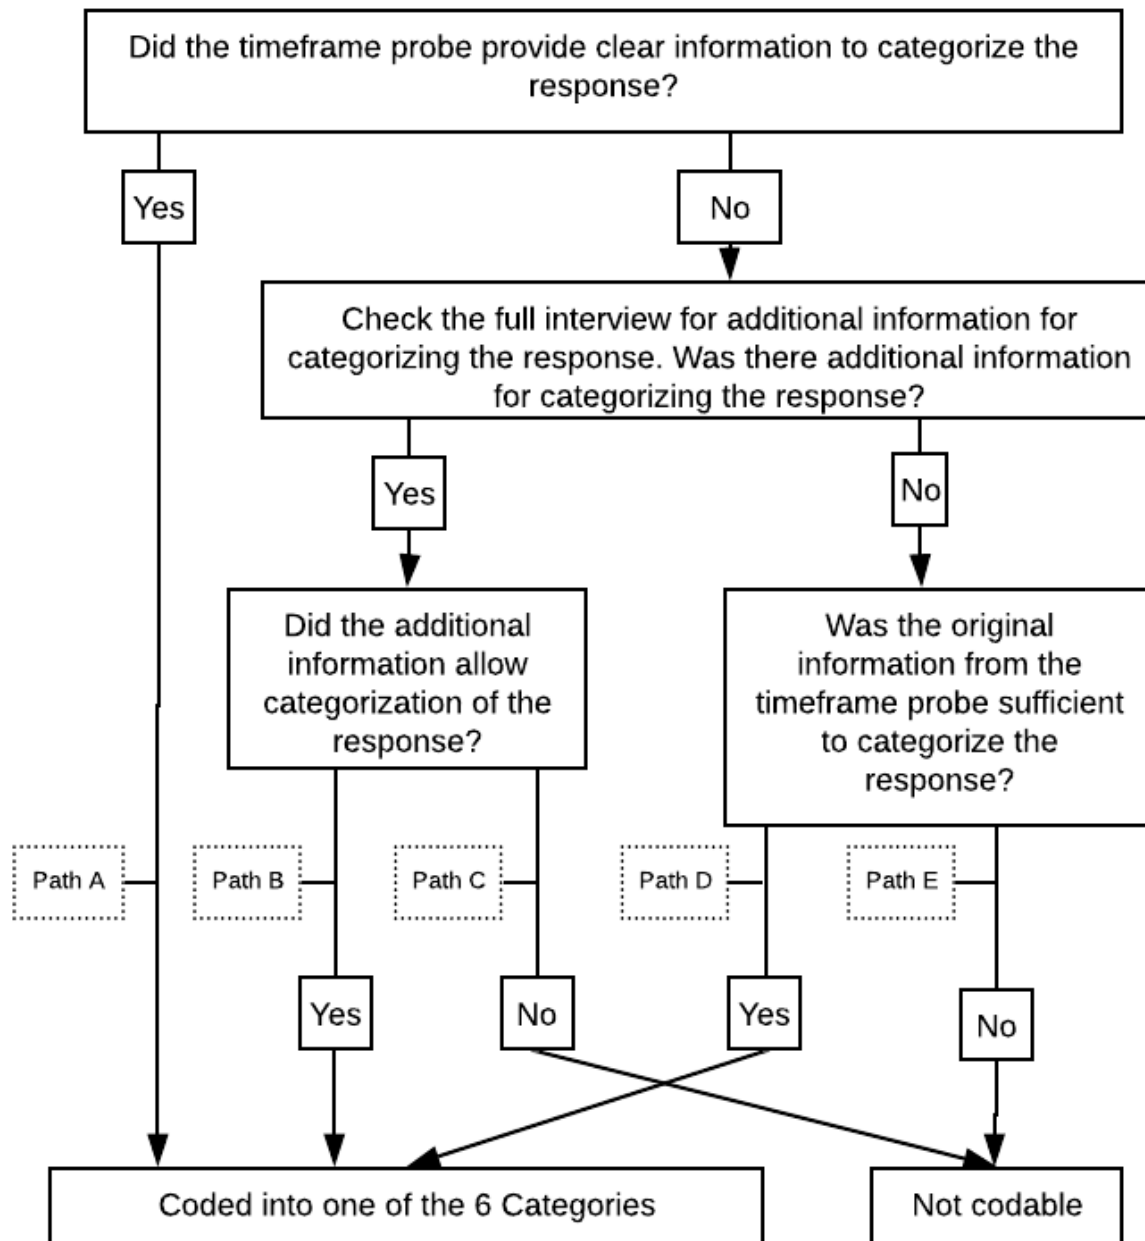 Did the timeframe probe provide clear information to categorize the
response?
Yes
No
Check the full interview for additional information for
categorizing the response. Was there additional information
for categorizing the response?
Yes
No
Did the additional
information allow
categorization of the
response?
Was the original
information from the
timeframe probe sufficient
to categorize the
response?
Path A
Path B
Path C
Path D
Path E
Yes
No
Yes
No
Coded into one of the 6 Categories
Not codable